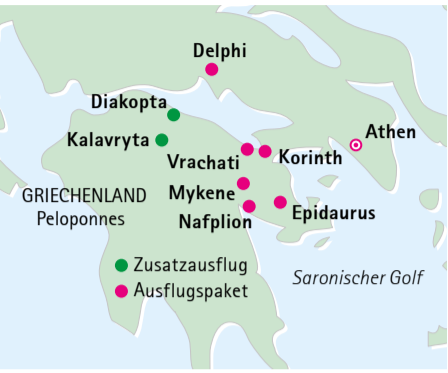 Delphi
Diakopta
Athen
Kalavryta
Vrachati
Korinth
Mykene
GRIECHENLAND
Peloponnes
Nafplion
Epidaurus
Zusatzausflug
Saronischer Golf
Ausflugspaket